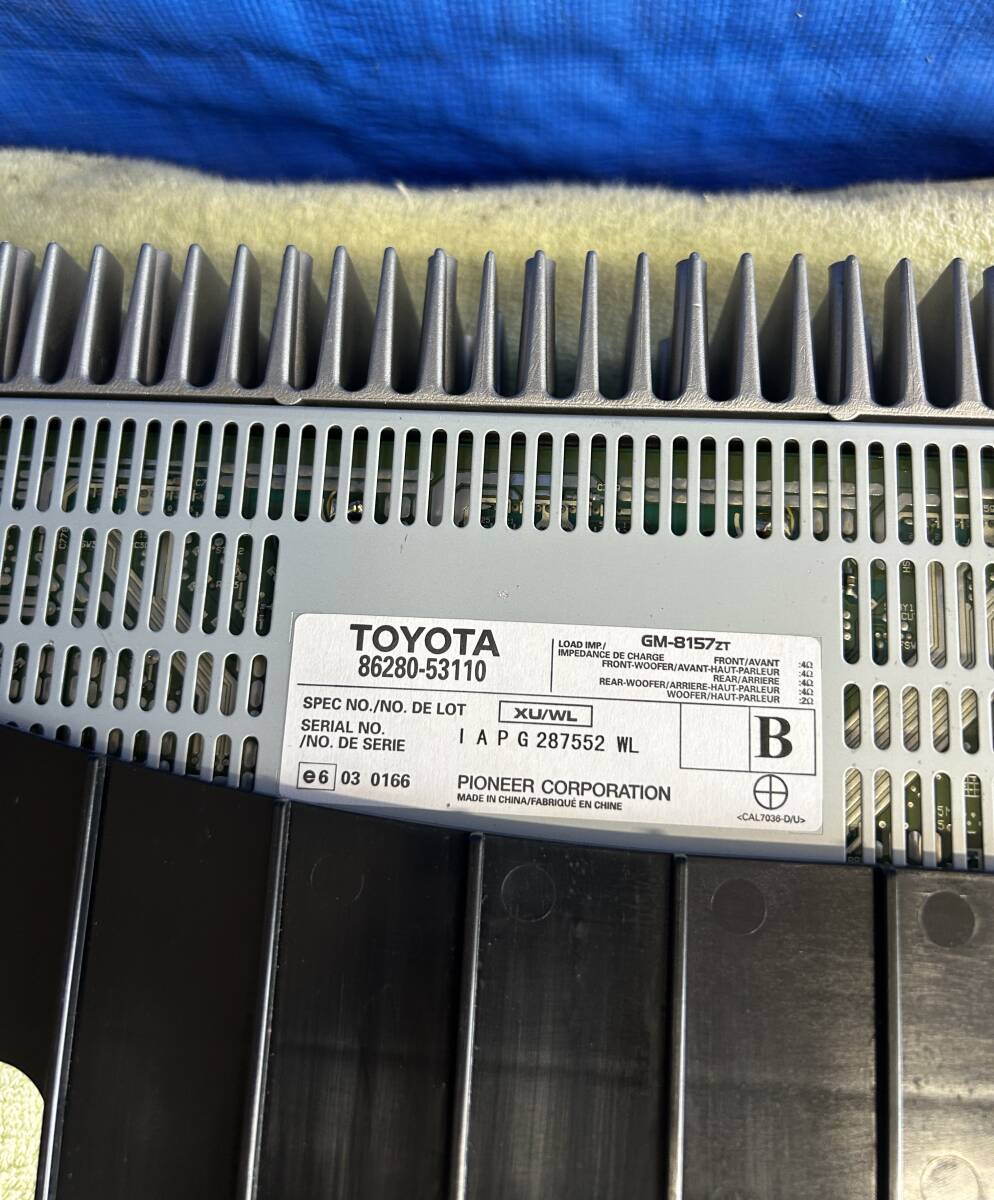 TOYOTA
86280-53110
GM-8157ZT
LOAD IMP./
IMPEDANCE DE CHARGE
FRONT/AVANT :4Ω
FRONT-WOOFER/AVANT-HAUT-PARLEUR :4Ω
REAR/ARRIERE :4Ω
REAR-WOOFER/ARRIERE-HAUT-PARLEUR :4Ω
WOOFER/HAUT-PARLEUR :2Ω
SPEC NO./NO. DE LOT XU/WL
SERIAL NO.
/NO. DE SERIE I A P G 287552 WL
B
e6 03 0166
PIONEER CORPORATION
MADE IN CHINA/FABRIQUÉ EN CHINE
<CAL7036-D/U>